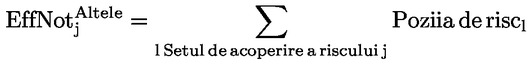 EffNot_j^Altele = ∑_{l Setul de acoperire a riscului j} Poziia de risc_l